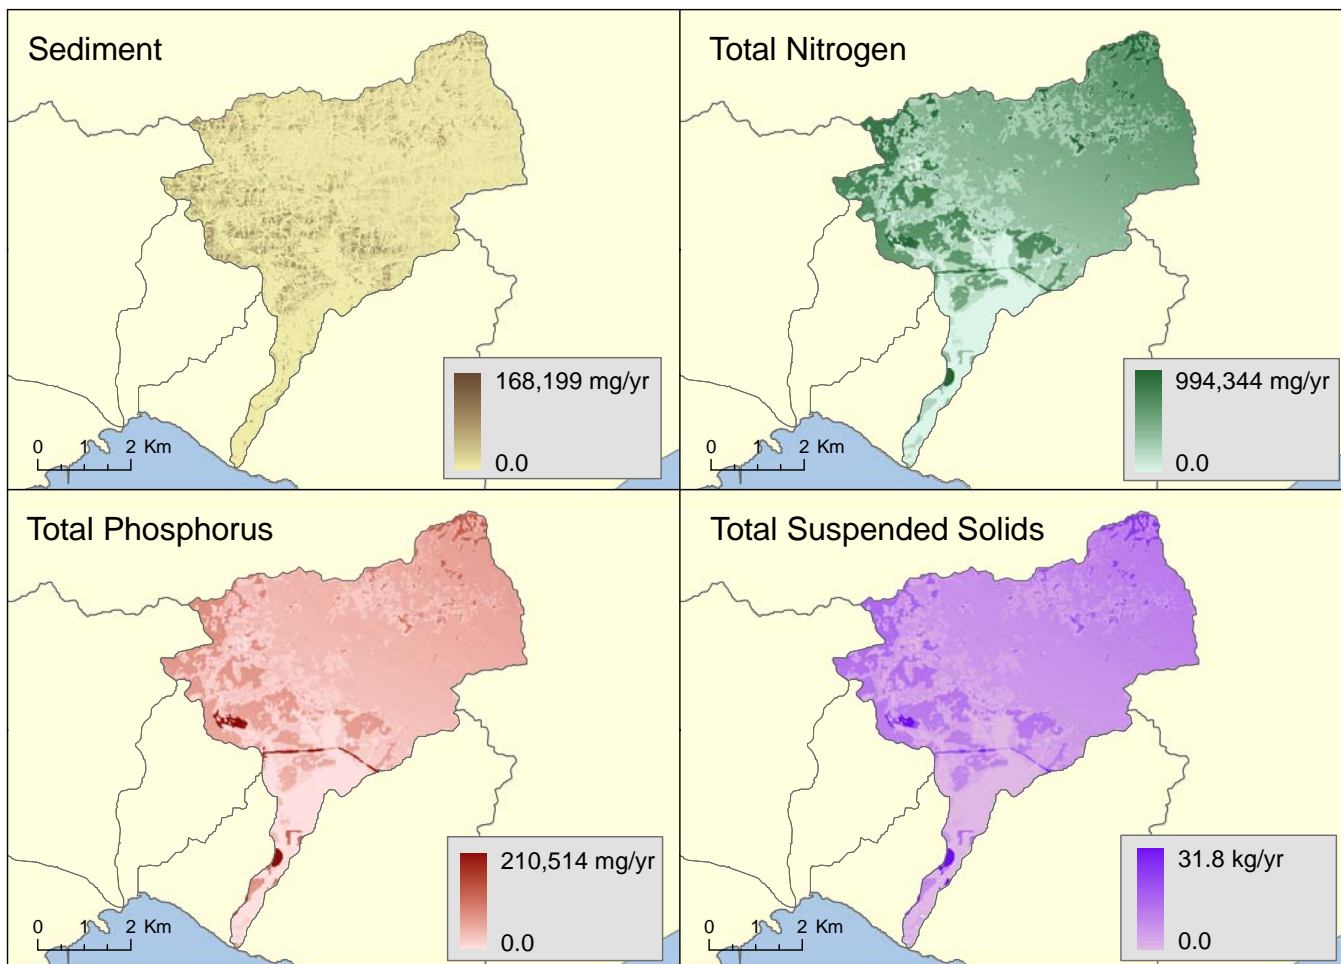 Sediment
168,199 mg/yr
0.0
0 1 2 Km
Total Nitrogen
994,344 mg/yr
0.0
0 1 2 Km
Total Phosphorus
210,514 mg/yr
0.0
0 1 2 Km
Total Suspended Solids
31.8 kg/yr
0.0
0 1 2 Km